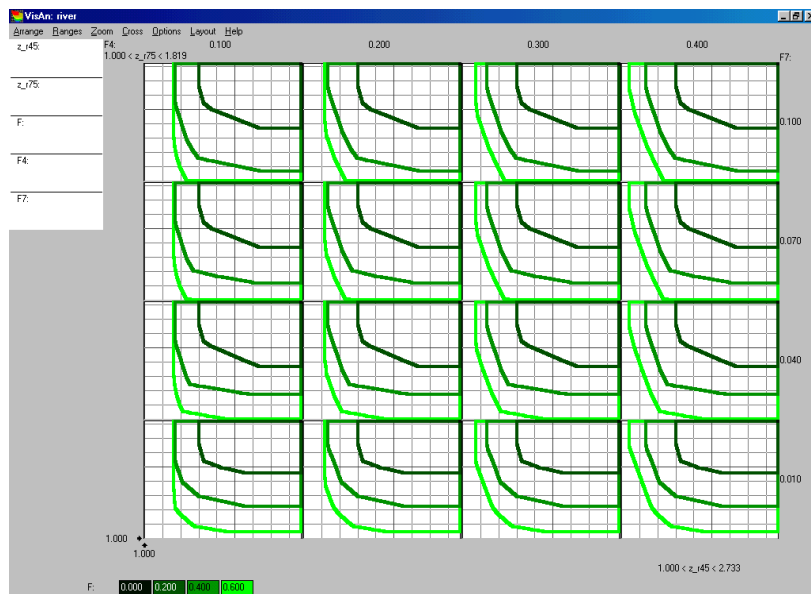 VisAn: river
Arrange Ranges Zoom Cross Options Layout Help
z_r45:
z_r75:
F:
F4:
F7:
F4: 0.100 0.200 0.300 0.400
1.000 < z_r75 < 1.819
F7:
0.100
0.070
0.040
0.010
1.000
1.000
1.000 < z_r45 < 2.733
F: 0.000 0.200 0.400 0.600